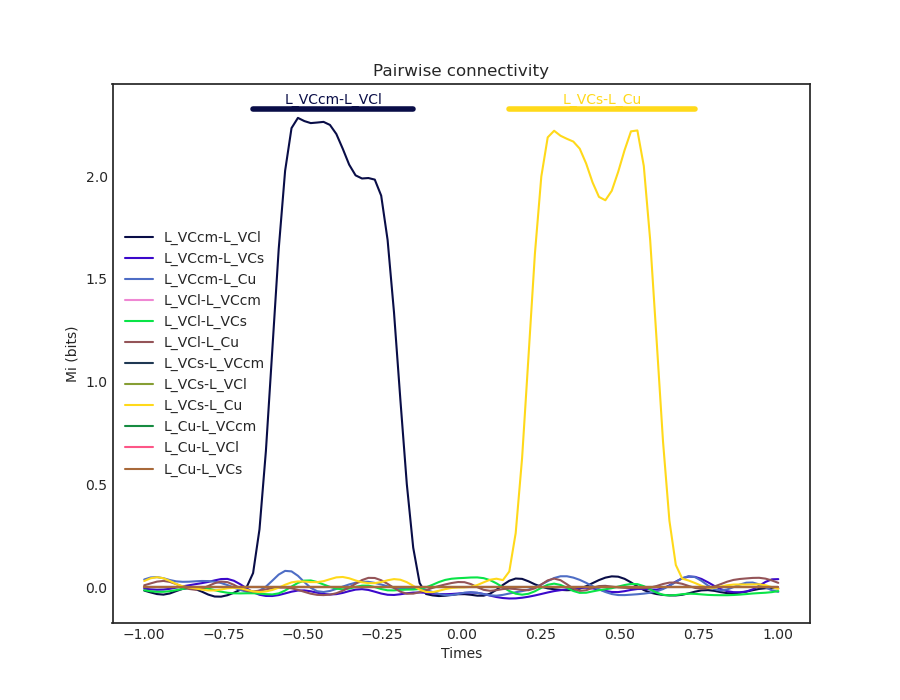 Pairwise connectivity
L_VCcm-L_VCl
L_VCs-L_Cu
2.0
1.5
1.0
0.5
0.0
Mi (bits)
L_VCcm-L_VCl
L_VCcm-L_VCs
L_VCcm-L_Cu
L_VCl-L_VCcm
L_VCl-L_VCs
L_VCl-L_Cu
L_VCs-L_VCcm
L_VCs-L_VCl
L_VCs-L_Cu
L_Cu-L_VCcm
L_Cu-L_VCl
L_Cu-L_VCs
−1.00 −0.75 −0.50 −0.25 0.00 0.25 0.50 0.75 1.00
Times